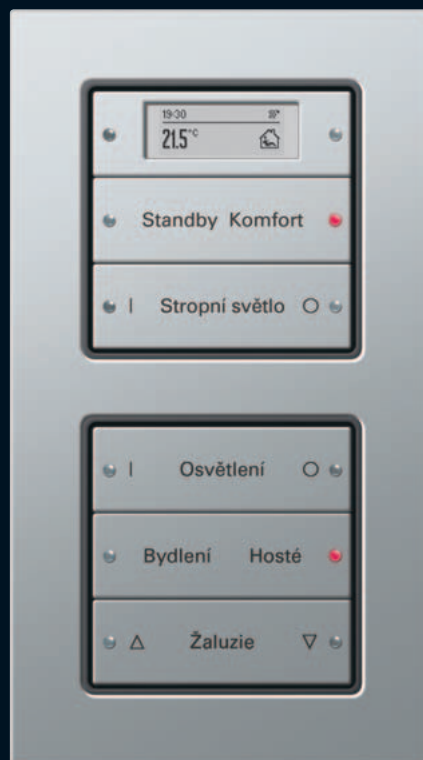 19:30
21.5°C
Standby Komfort
I Stropní světlo O
I Osvětlení O
Bydlení Hosté
△ Žaluzie ▽